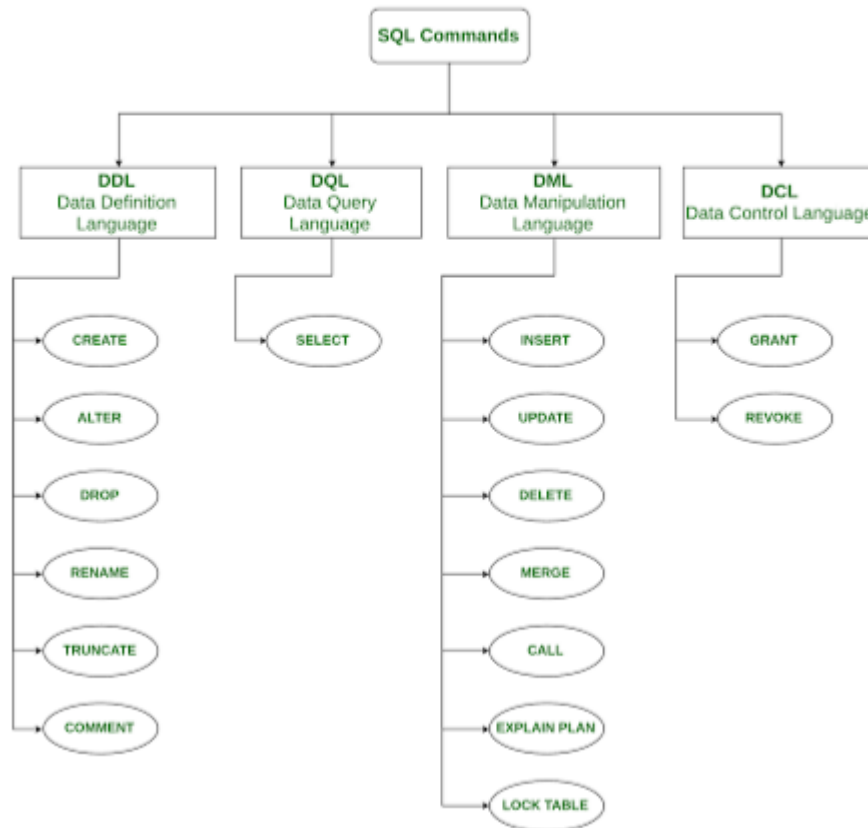 SQL Commands
DDL
Data Definition
Language
DQL
Data Query
Language
DML
Data Manipulation
Language
DCL
Data Control Language
CREATE
ALTER
DROP
RENAME
TRUNCATE
COMMENT
SELECT
INSERT
UPDATE
DELETE
MERGE
CALL
EXPLAIN PLAN
LOCK TABLE
GRANT
REVOKE